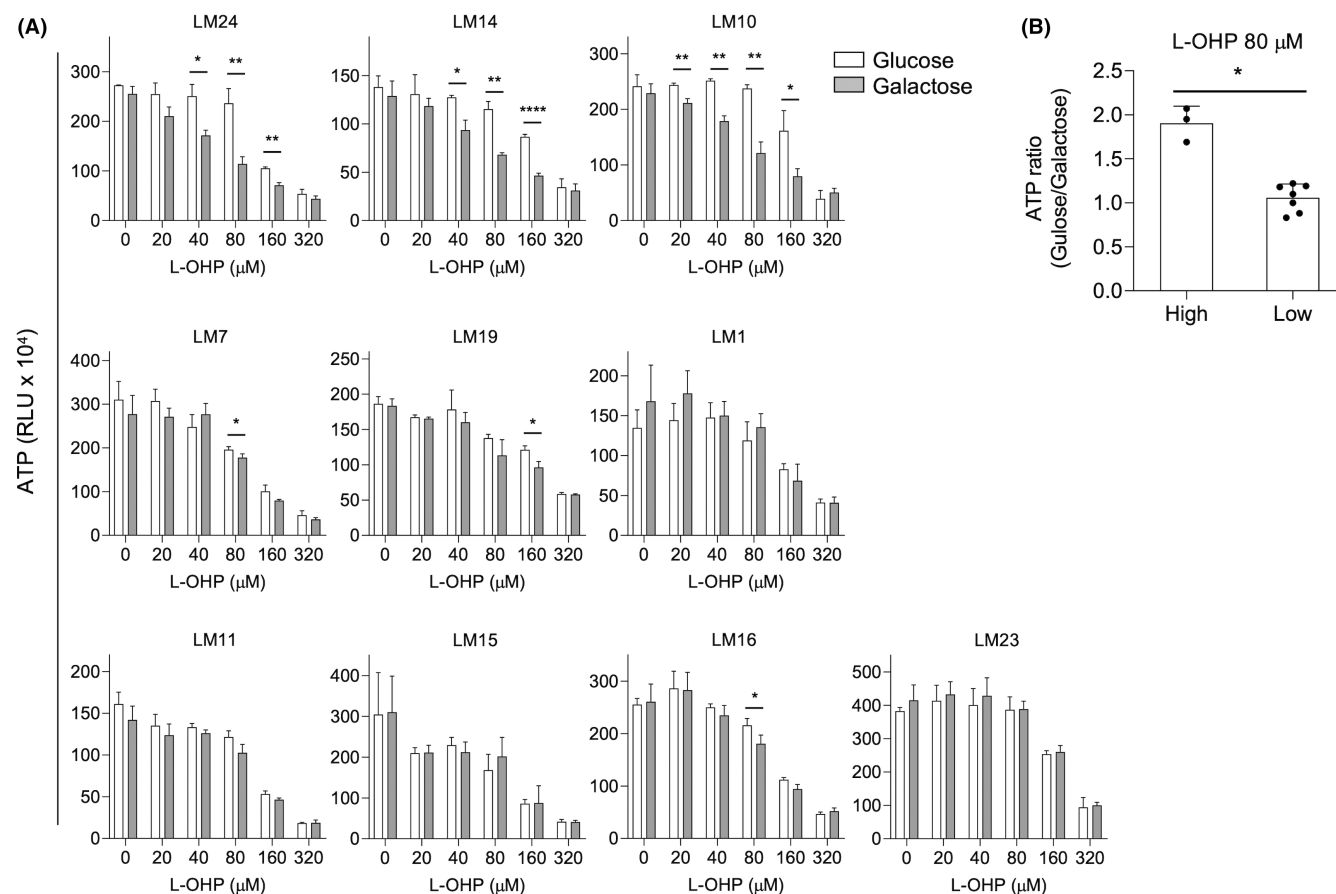 (A)
LM24
LM14
LM10
Glucose
Galactose
(B)
L-OHP 80 μM
*
ATP ratio
(Gulose/Galactose)
2.5
2.0
1.5
1.0
0.5
0.0
High Low
ATP (RLU x 10⁴)
300
200
100
0
* ** **
0 20 40 80 160 320
L-OHP (μM)
150
100
50
0
* ** ****
0 20 40 80 160 320
L-OHP (μM)
300
200
100
0
** ** ** *
0 20 40 80 160 320
L-OHP (μM)
LM7
400
300
200
100
0
*
0 20 40 80 160 320
L-OHP (μM)
LM19
250
200
150
100
50
0
*
0 20 40 80 160 320
L-OHP (μM)
LM1
200
150
100
50
0
0 20 40 80 160 320
L-OHP (μM)
LM11
200
150
100
50
0
0 20 40 80 160 320
L-OHP (μM)
LM15
400
300
200
100
0
0 20 40 80 160 320
L-OHP (μM)
LM16
300
200
100
0
*
0 20 40 80 160 320
L-OHP (μM)
LM23
500
400
300
200
100
0
0 20 40 80 160 320
L-OHP (μM)